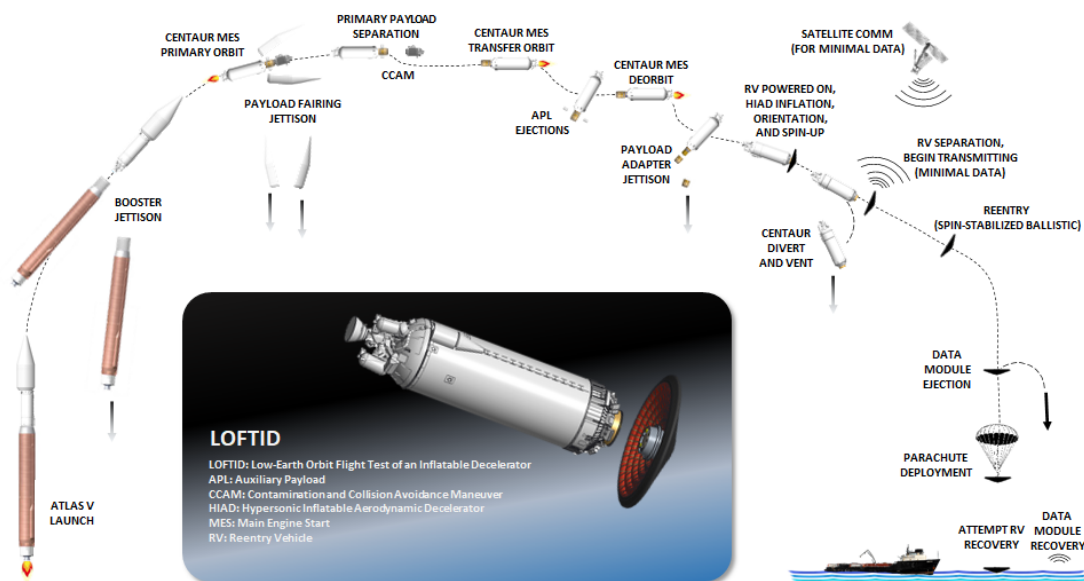 CENTAUR MES
PRIMARY ORBIT
PRIMARY PAYLOAD
SEPARATION
CCAM
CENTAUR MES
TRANSFER ORBIT
SATELLITE COMM
(FOR MINIMAL DATA)
CENTAUR MES
DEORBIT
RV POWERED ON,
HIAD INFLATION,
ORIENTATION,
AND SPIN-UP
PAYLOAD FAIRING
JETTISON
APL
EJECTIONS
PAYLOAD
ADAPTER
JETTISON
RV SEPARATION,
BEGIN TRANSMITTING
(MINIMAL DATA)
BOOSTER
JETTISON
REENTRY
(SPIN-STABILIZED BALLISTIC)
CENTAUR
DIVERT
AND VENT
DATA
MODULE
EJECTION
LOFTID
LOFTID: Low-Earth Orbit Flight Test of an Inflatable Decelerator
APL: Auxiliary Payload
CCAM: Contamination and Collision Avoidance Maneuver
HIAD: Hypersonic Inflatable Aerodynamic Decelerator
MES: Main Engine Start
RV: Reentry Vehicle
PARACHUTE
DEPLOYMENT
ATLAS V
LAUNCH
ATTEMPT RV
RECOVERY
DATA
MODULE
RECOVERY